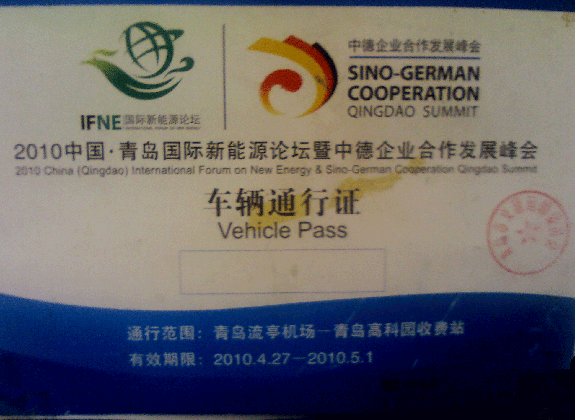 中德企业合作发展峰会
SINO-GERMAN
COOPERATION
QINGDAO SUMMIT
IFNE 国际新能源论坛
INTERNATIONAL FORUM ON NEW ENERGY
2010中国·青岛国际新能源论坛暨中德企业合作发展峰会
2010 China (Qingdao) International Forum on New Energy & Sino-German Cooperation Qingdao Summit
车辆通行证
Vehicle Pass
通行范围：青岛流亭机场－青岛高科园收费站
有效期限：2010.4.27－2010.5.1